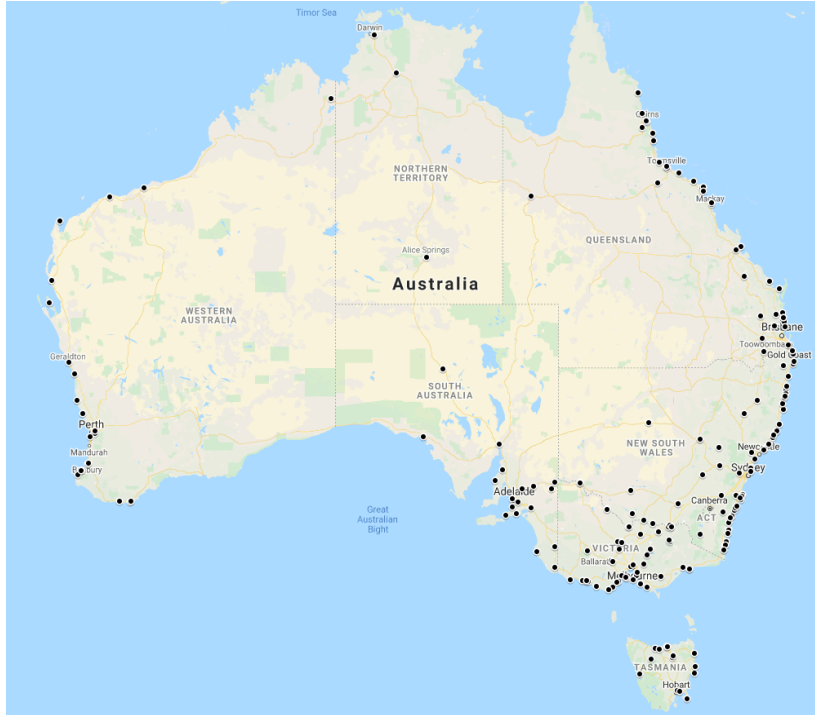 Timor Sea
Darwin
Cairns
NORTHERN
TERRITORY
Townsville
Mackay
QUEENSLAND
Alice Springs
Australia
WESTERN
AUSTRALIA
Brisbane
Toowoomba
Gold Coast
Geraldton
SOUTH
AUSTRALIA
Perth
Mandurah
Bunbury
NEW SOUTH
WALES
Newcastle
Sydney
Adelaide
Canberra
ACT
Great
Australian
Bight
VICTORIA
Ballarat
Melbourne
TASMANIA
Hobart